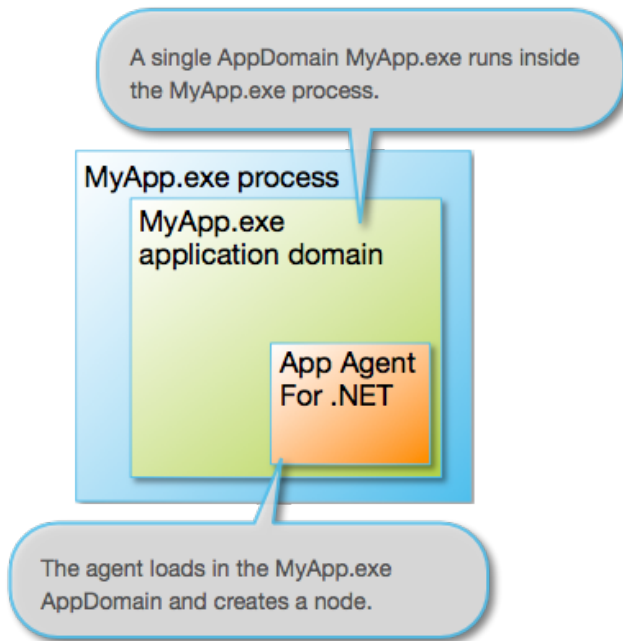 A single AppDomain MyApp.exe runs inside
the MyApp.exe process.
MyApp.exe process
MyApp.exe
application domain
App Agent
For .NET
The agent loads in the MyApp.exe
AppDomain and creates a node.